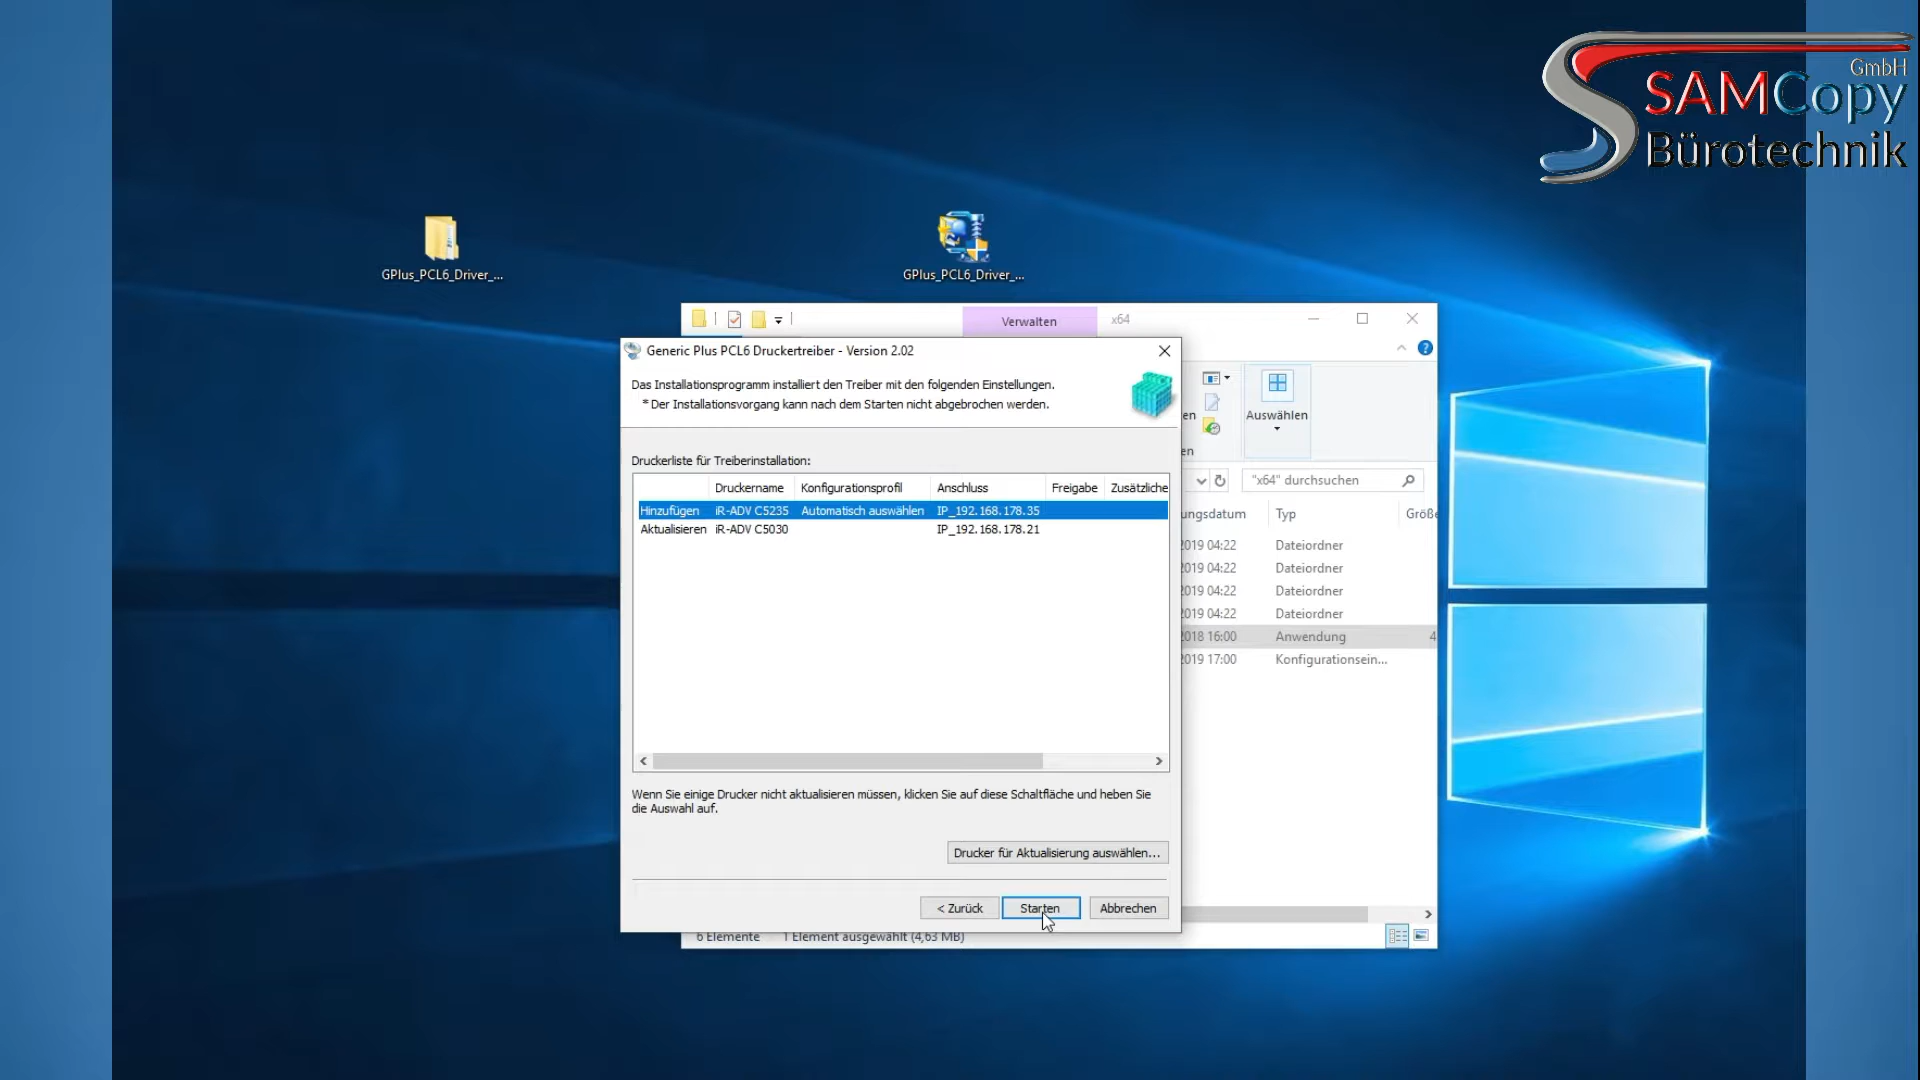 GmbH
SAMCopy
Bürotechnik
GPlus_PCL6_Driver_...
GPlus_PCL6_Driver_...
Verwalten
x64
Generic Plus PCL6 Druckertreiber - Version 2.02
Das Installationsprogramm installiert den Treiber mit den folgenden Einstellungen.
* Der Installationsvorgang kann nach dem Starten nicht abgebrochen werden.
en
Auswählen
en
Druckerliste für Treiberinstallation:
Druckername Konfigurationsprofil Anschluss Freigabe Zusätzliche
Hinzufügen iR-ADV C5235 Automatisch auswählen IP_192.168.178.35
Aktualisieren iR-ADV C5030 IP_192.168.178.21
"x64" durchsuchen
ungsdatum Typ Größe
2019 04:22 Dateiordner
2019 04:22 Dateiordner
2019 04:22 Dateiordner
2019 04:22 Dateiordner
2018 16:00 Anwendung 4
2019 17:00 Konfigurationsein...
Wenn Sie einige Drucker nicht aktualisieren müssen, klicken Sie auf diese Schaltfläche und heben Sie
die Auswahl auf.
Drucker für Aktualisierung auswählen...
< Zurück Starten Abbrechen
6 Elemente 1 Element ausgewählt (4,63 MB)